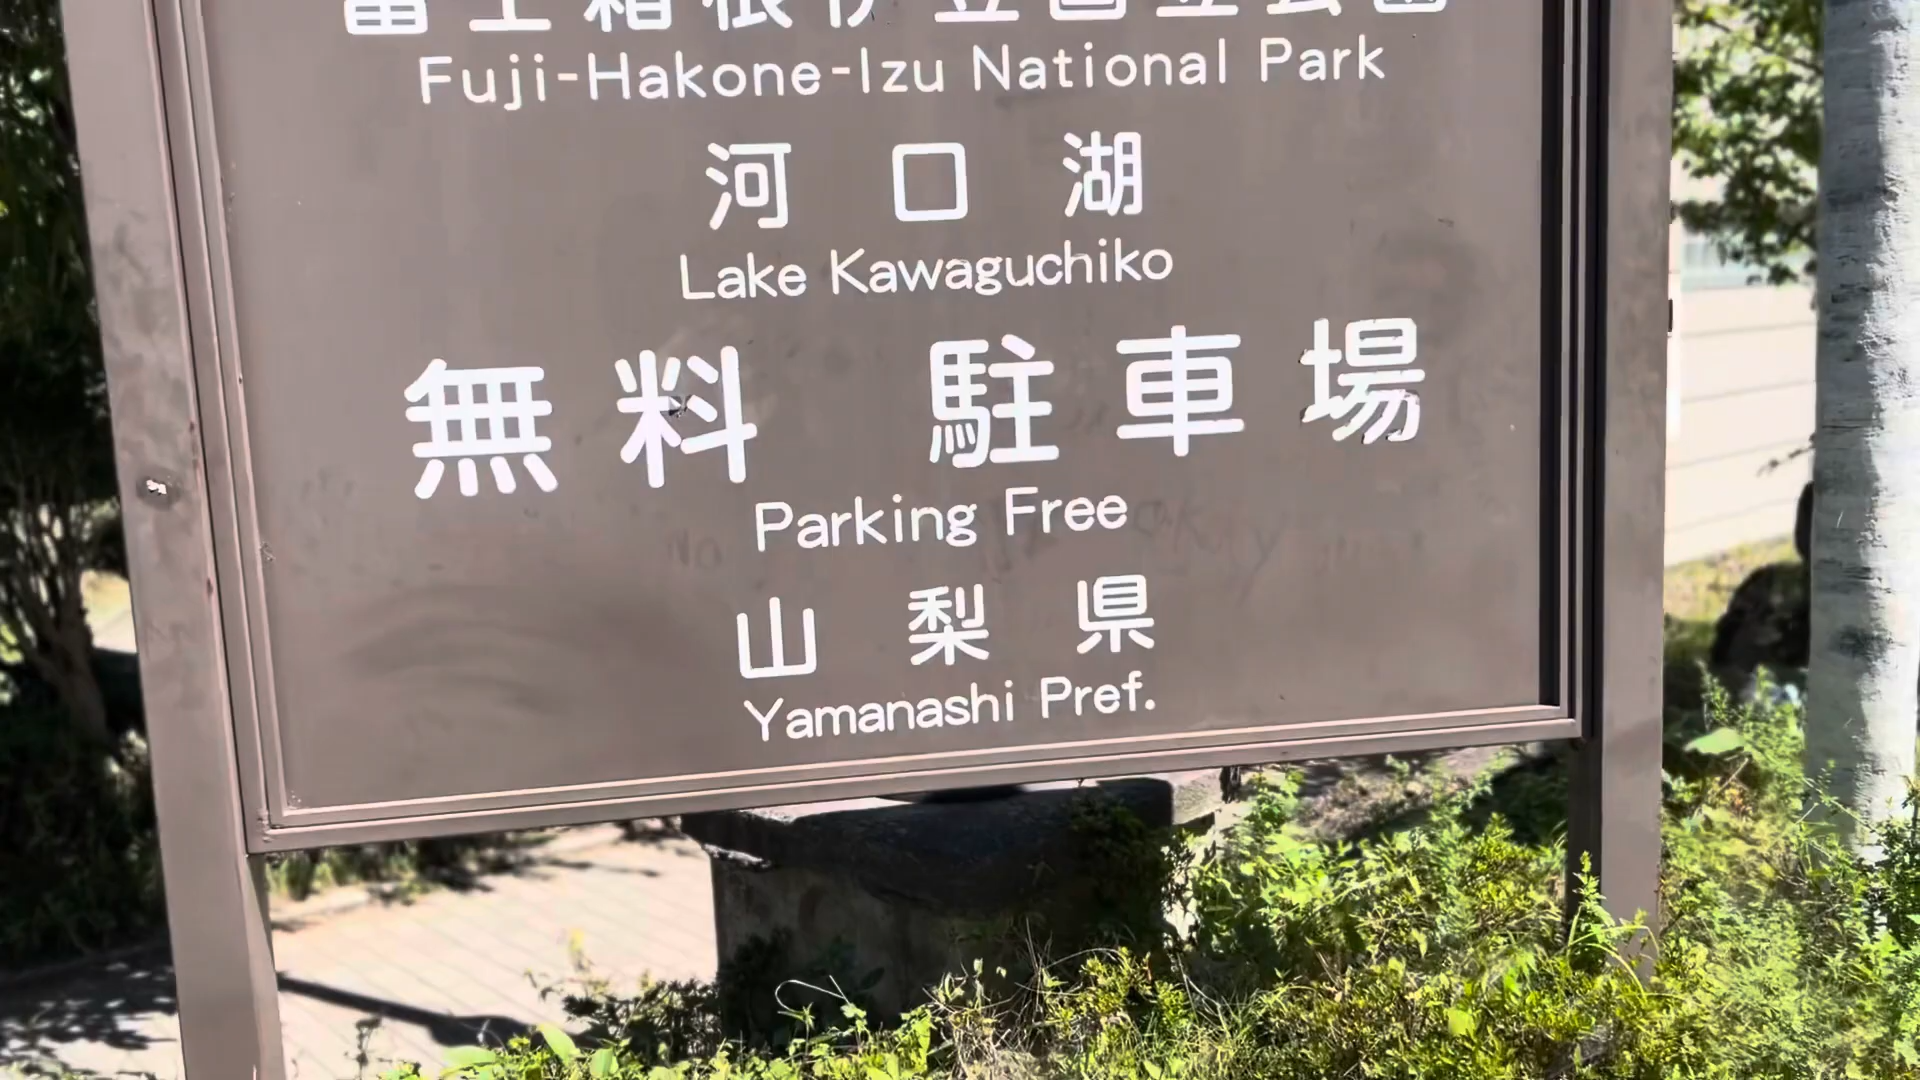 富士箱根伊豆国立公園
Fuji-Hakone-Izu National Park
河口湖
Lake Kawaguchiko
無料 駐車場
Parking Free
山梨県
Yamanashi Pref.